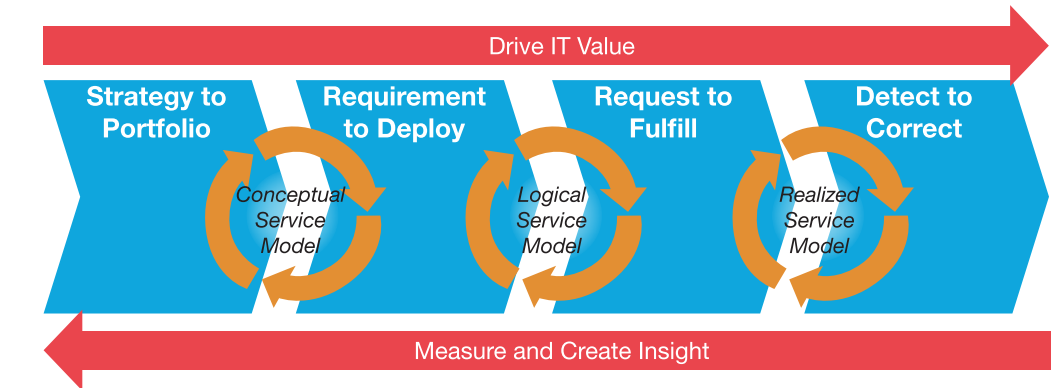 Drive IT Value
Strategy to
Portfolio
Requirement
to Deploy
Request to
Fulfill
Detect to
Correct
Conceptual
Service
Model
Logical
Service
Model
Realized
Service
Model
Measure and Create Insight